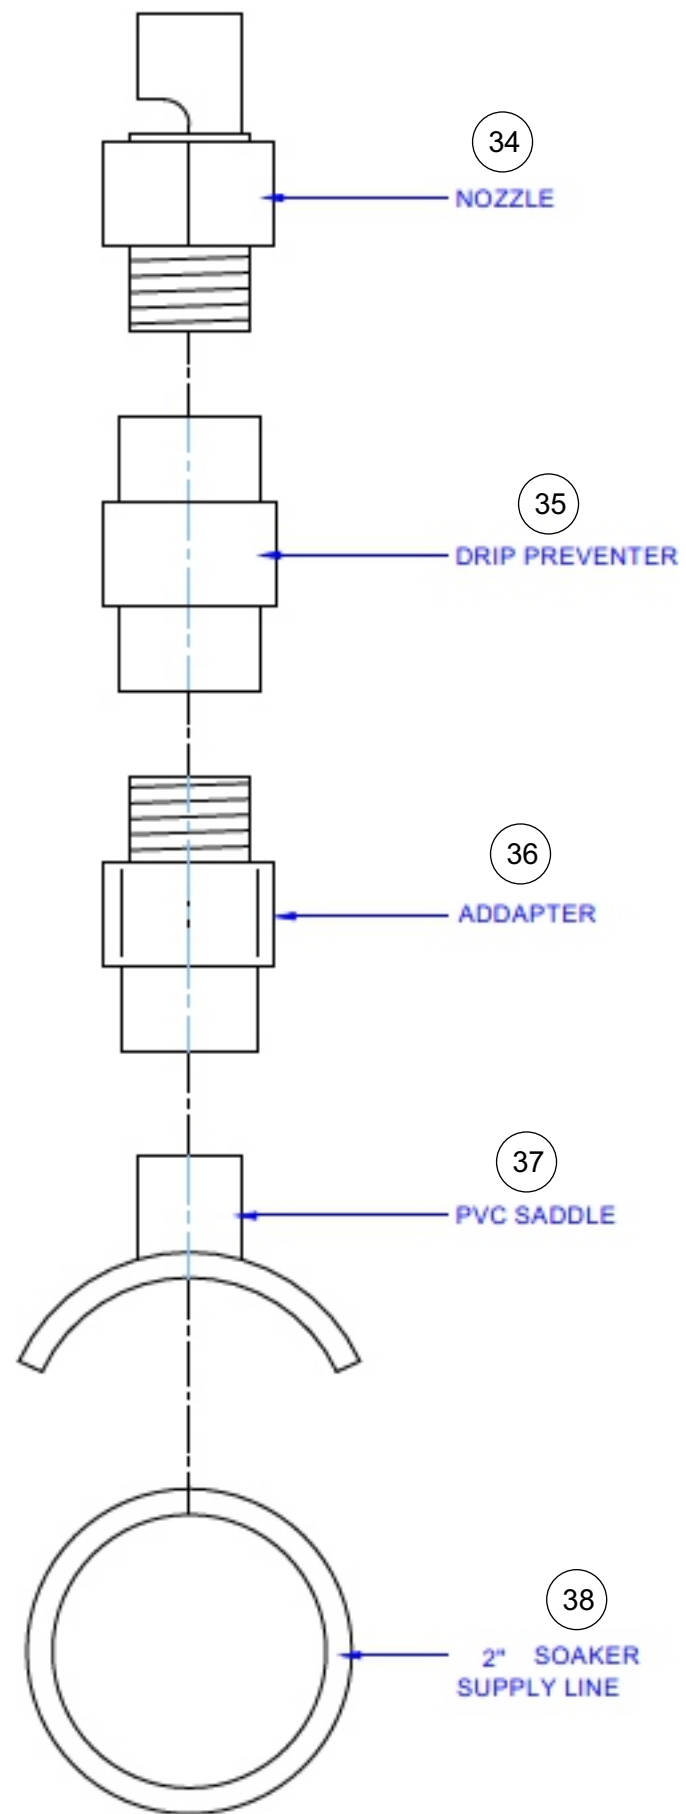 34
NOZZLE
35
DRIP PREVENTER
36
ADDAPTER
37
PVC SADDLE
38
2" SOAKER
SUPPLY LINE